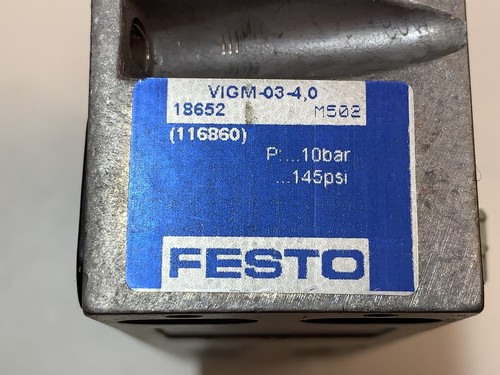 VIGM-03-4,0
18652 M502
(116860)
P:...10bar
...145psi
FESTO